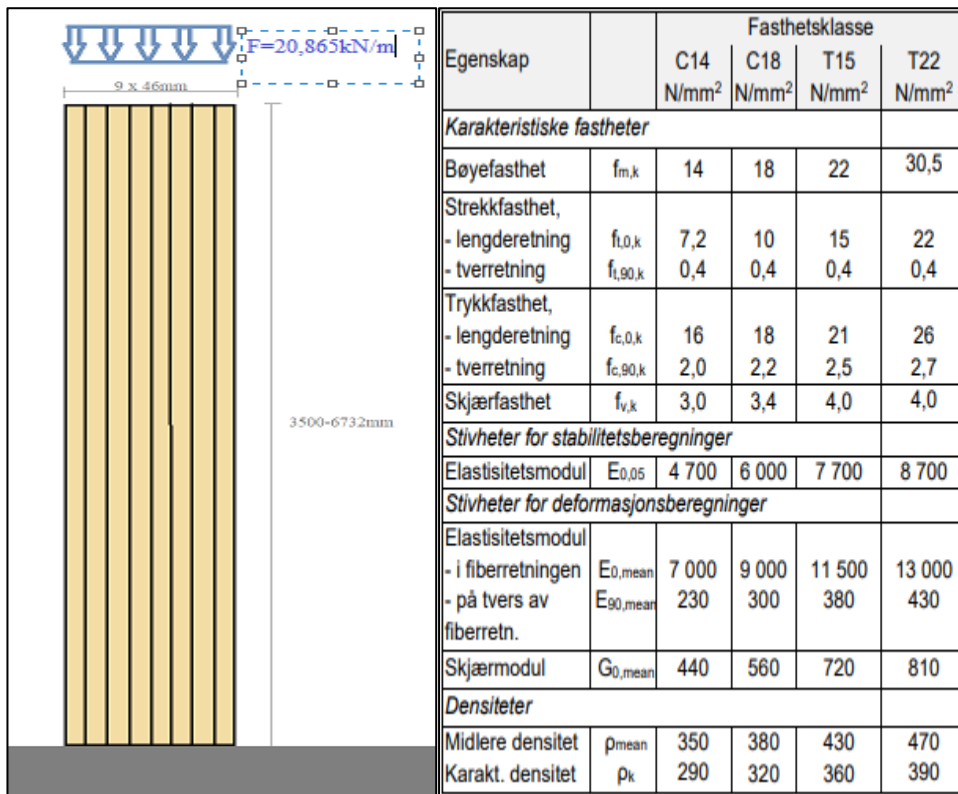 F=20,865kN/m
9 x 46mm
3500-6732mm
Egenskap
Fasthetsklasse
C14 C18 T15 T22
N/mm² N/mm² N/mm² N/mm²
Karakteristiske fastheter
Bøyefasthet fm,k 14 18 22 30,5
Strekkfasthet,
- lengderetning ft,0,k 7,2 10 15 22
- tverretning ft,90,k 0,4 0,4 0,4 0,4
Trykkfasthet,
- lengderetning fc,0,k 16 18 21 26
- tverretning fc,90,k 2,0 2,2 2,5 2,7
Skjærfasthet fv,k 3,0 3,4 4,0 4,0
Stivheter for stabilitetsberegninger
Elastisitetsmodul E0,05 4 700 6 000 7 700 8 700
Stivheter for deformasjonsberegninger
Elastisitetsmodul
- i fiberretningen E0,mean 7 000 9 000 11 500 13 000
- på tvers av E90,mean 230 300 380 430
fiberretn.
Skjærmodul G0,mean 440 560 720 810
Densiteter
Midlere densitet ρmean 350 380 430 470
Karakt. densitet ρk 290 320 360 390